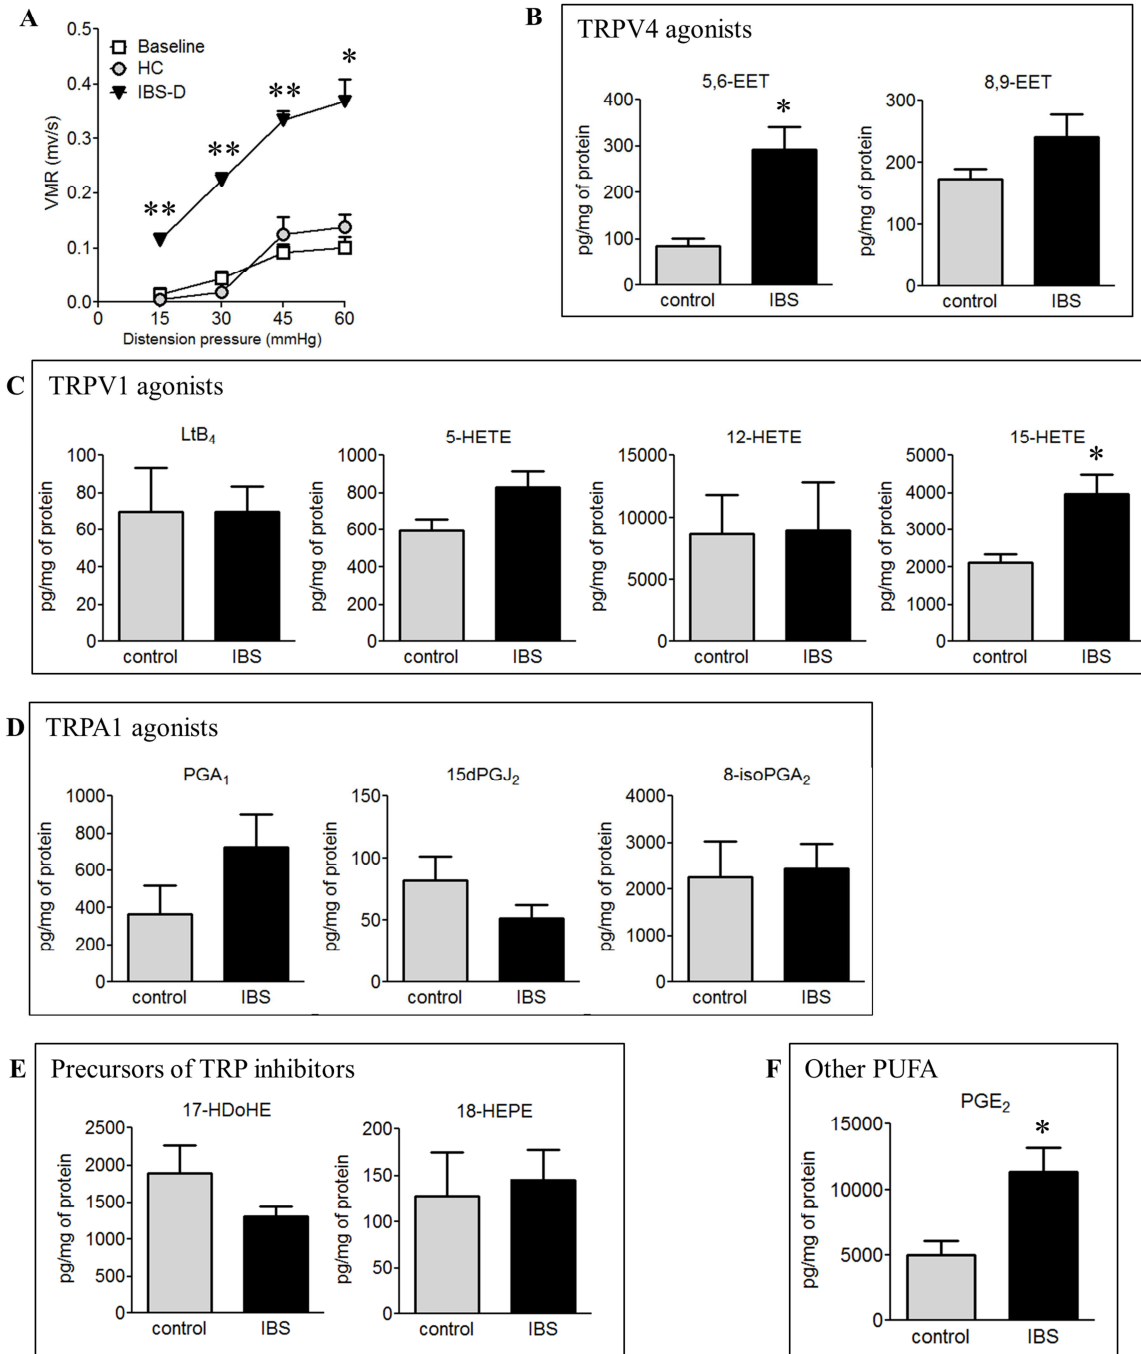 A
0.5
0.4
0.3
0.2
0.1
0.0
VMR (mv/s)
Baseline
HC
IBS-D
**
**
**
*
0 15 30 45 60
Distension pressure (mmHg)
B
TRPV4 agonists
5,6-EET
pg/mg of protein
400
300
200
100
0
*
control IBS
8,9-EET
pg/mg of protein
300
200
100
0
control IBS
C
TRPV1 agonists
LtB₄
pg/mg of protein
100
80
60
40
20
0
control IBS
5-HETE
pg/mg of protein
1000
800
600
400
200
0
control IBS
12-HETE
pg/mg of protein
15000
10000
5000
0
control IBS
15-HETE
pg/mg of protein
5000
4000
3000
2000
1000
0
*
control IBS
D
TRPA1 agonists
PGA₁
pg/mg of protein
1000
800
600
400
200
0
control IBS
15dPGJ₂
pg/mg of protein
150
100
50
0
control IBS
8-isoPGA₂
pg/mg of protein
4000
3000
2000
1000
0
control IBS
E
Precursors of TRP inhibitors
17-HDoHE
pg/mg of protein
2500
2000
1500
1000
500
0
control IBS
18-HEPE
pg/mg of protein
200
150
100
50
0
control IBS
F
Other PUFA
PGE₂
pg/mg of protein
15000
10000
5000
0
*
control IBS